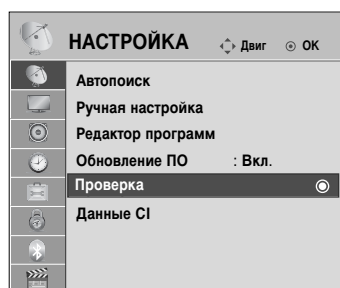 НАСТРОЙКА Двиг OK
Автопоиск
Ручная настройка
Редактор программ
Обновление ПО : Вкл.
Проверка
Данные CI